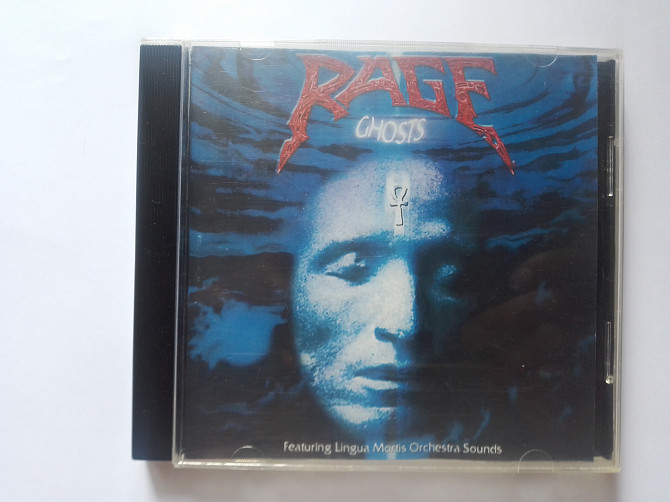 RAGE
GHOSTS
Featuring Lingua Mortis Orchestra Sounds